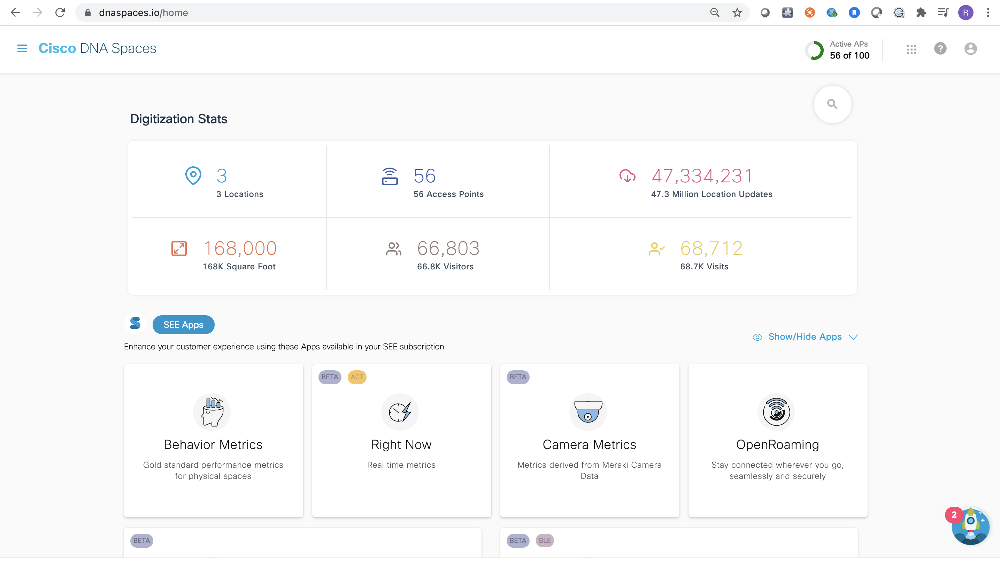 dnaspaces.io/home
R
Cisco DNA Spaces
Active APs
56 of 100
?
Digitization Stats
3
3 Locations
56
56 Access Points
47,334,231
47.3 Million Location Updates
168,000
168K Square Foot
66,803
66.8K Visitors
68,712
68.7K Visits
S
SEE Apps
Show/Hide Apps
Enhance your customer experience using these Apps available in your SEE subscription
Behavior Metrics
Gold standard performance metrics
for physical spaces
BETA ACT
Right Now
Real time metrics
BETA
Camera Metrics
Metrics derived from Meraki Camera
Data
OpenRoaming
Stay connected wherever you go,
seamlessly and securely
2
BETA
BETA BLE